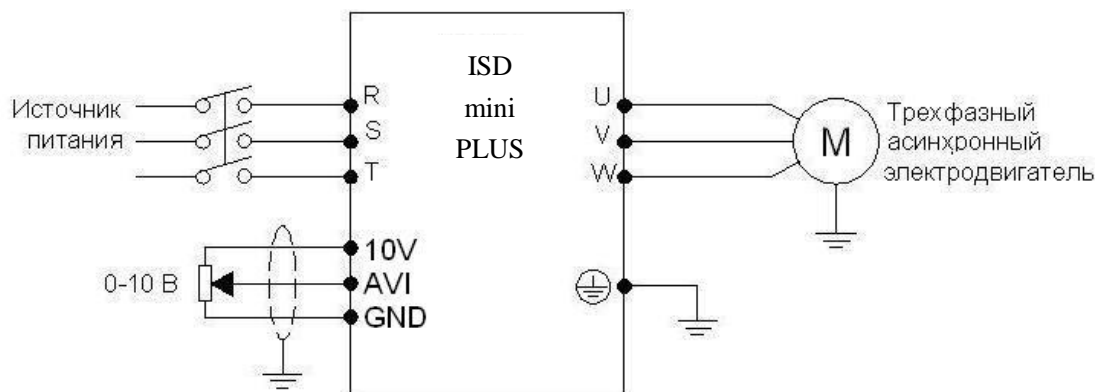 ISD
mini
PLUS
Источник
питания
R
S
T
U
V
W
M
Трехфазный
асинхронный
электродвигатель
10V
AVI
GND
0-10 В